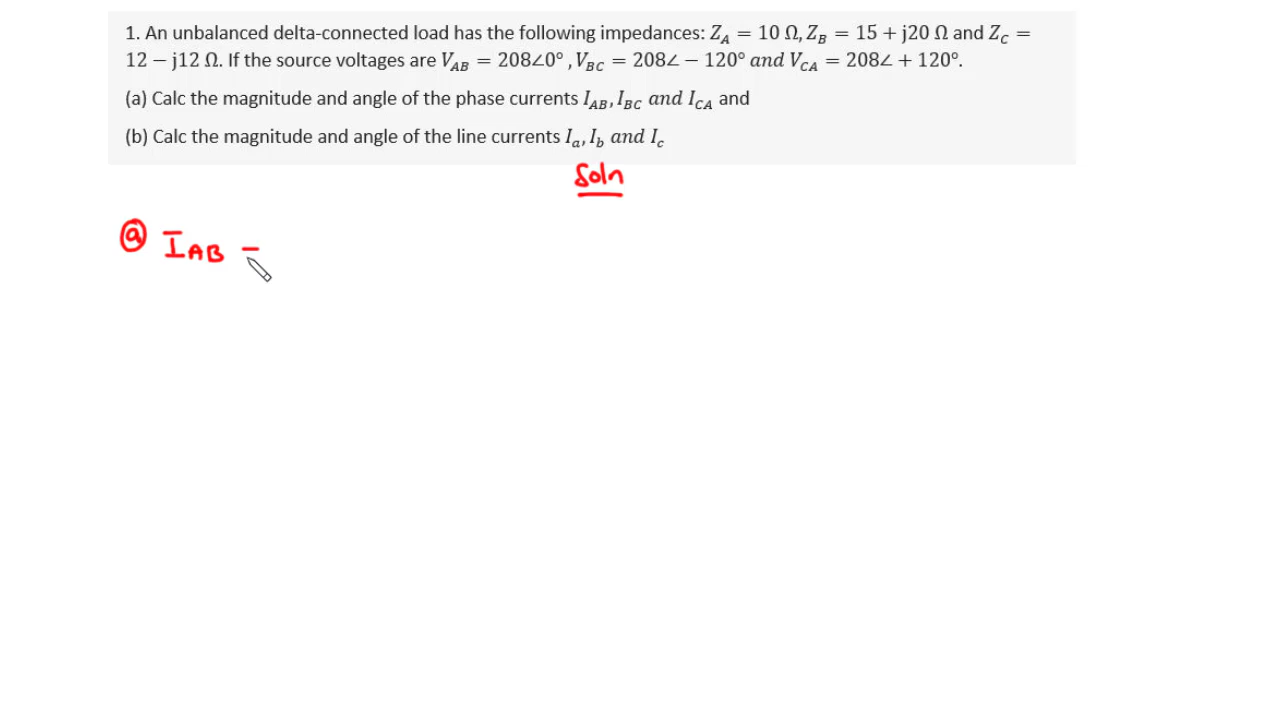 1. An unbalanced delta-connected load has the following impedances: Z_A = 10 Ω, Z_B = 15 + j20 Ω and Z_C =
12 − j12 Ω. If the source voltages are V_AB = 208∠0° , V_BC = 208∠ − 120° and V_CA = 208∠ + 120°.
(a) Calc the magnitude and angle of the phase currents I_AB, I_BC and I_CA and
(b) Calc the magnitude and angle of the line currents I_a, I_b and I_c
Soln
ⓐ I_AB -